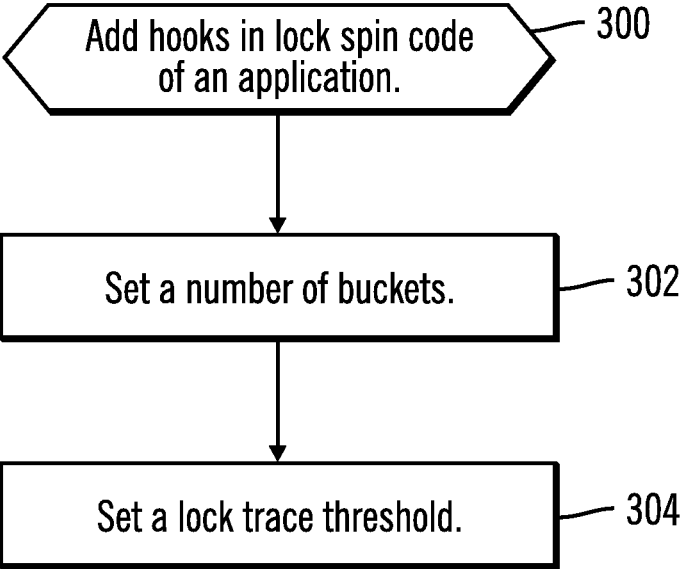 Add hooks in lock spin code
of an application.
300
Set a number of buckets.
302
Set a lock trace threshold.
304